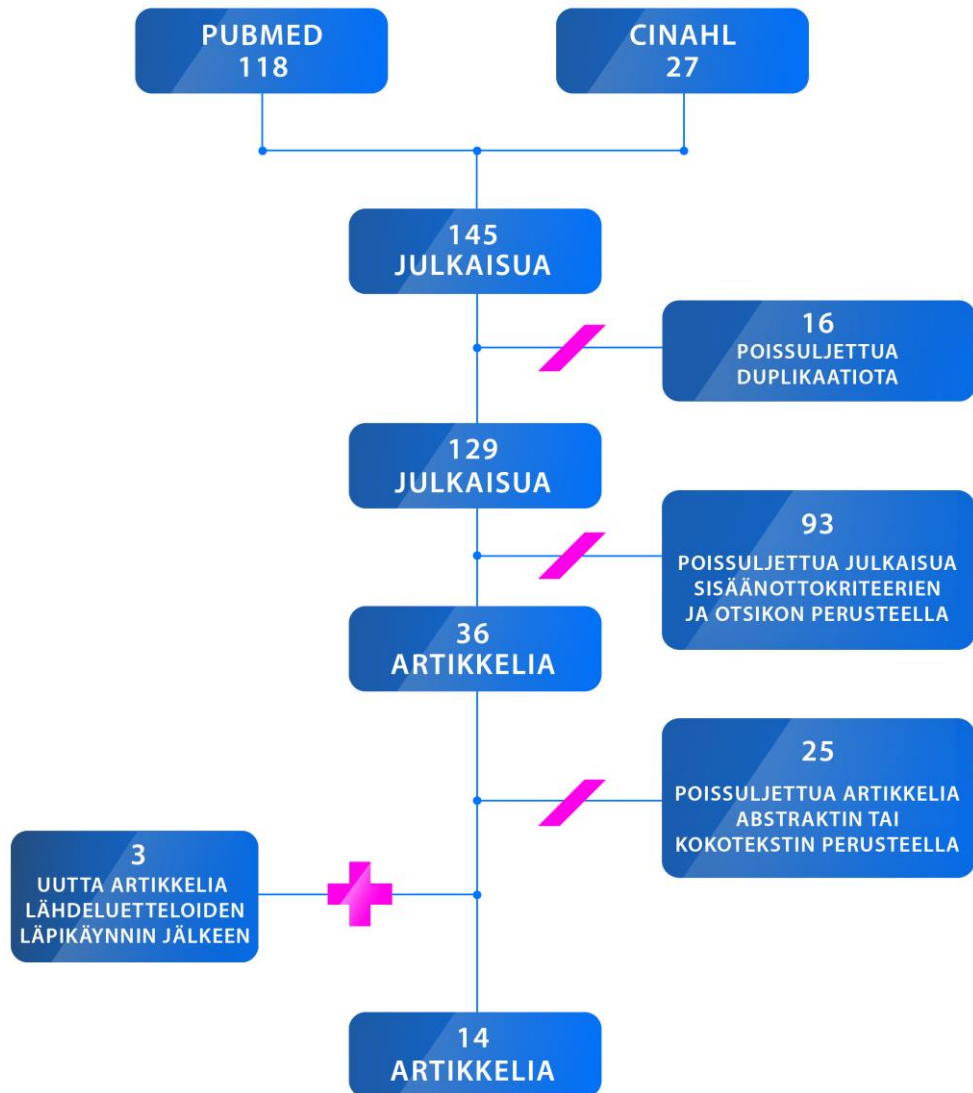 PUBMED
118
CINAHL
27
145
JULKAISUA
16
POISSULJETTUA
DUPLIKAATIOTA
129
JULKAISUA
93
POISSULJETTUA JULKAISUA
SISÄÄNOTTOKRITEERIEN
JA OTSIKON PERUSTEELLA
36
ARTIKKELIA
25
POISSULJETTUA ARTIKKELIA
ABSTRAKTIN TAI
KOKOTEKSTIN PERUSTEELLA
3
UUTTA ARTIKKELIA
LÄHDELUETTELOIDEN
LÄPIKÄYNNIN JÄLKEEN
14
ARTIKKELIA